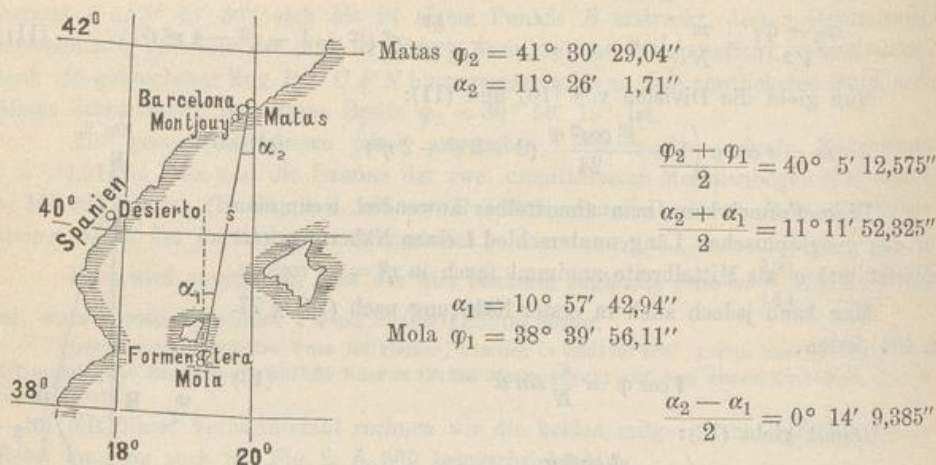 42°
Matas φ₂ = 41° 30′ 29,04″
α₂ = 11° 26′ 1,71″
Barcelona
Montjouy
Matas
α₂
(φ₂ + φ₁)/2 = 40° 5′ 12,575″
Spanien
40°
Desierto
s
(α₂ + α₁)/2 = 11° 11′ 52,325″
α₁
α₁ = 10° 57′ 42,94″
Mola φ₁ = 38° 39′ 56,11″
Formentera
Mola
38°
(α₂ − α₁)/2 = 0° 14′ 9,385″
18°
20°